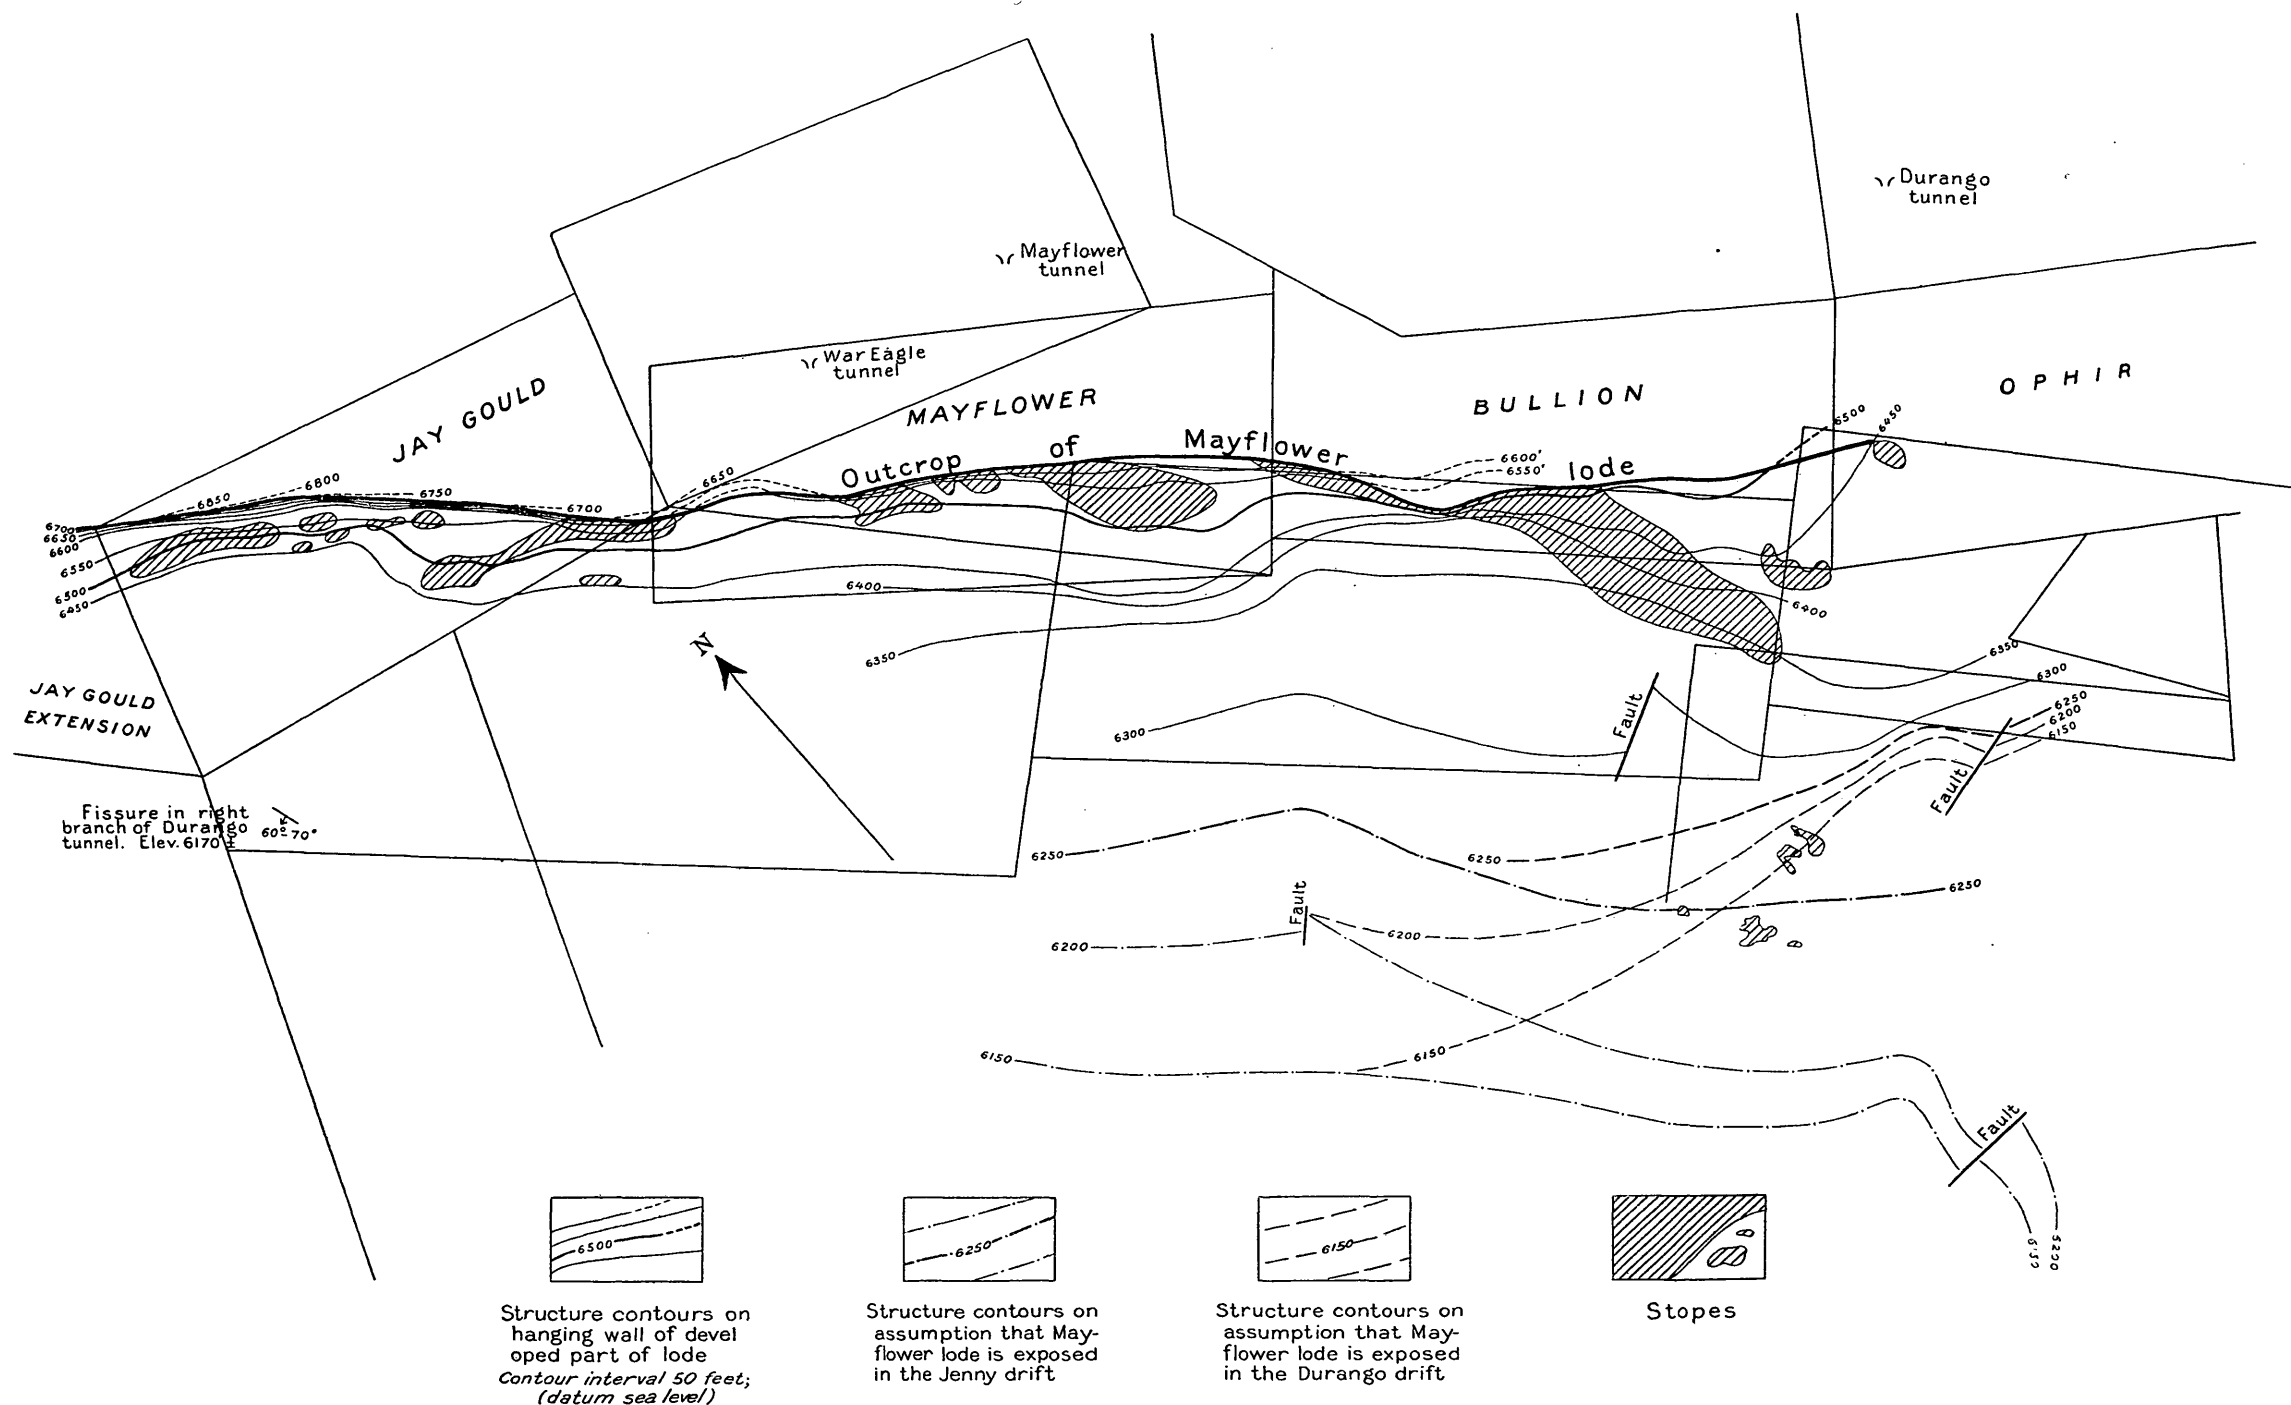 Durango
tunnel
Mayflower
tunnel
War Eagle
tunnel
JAY GOULD
MAYFLOWER
BULLION
OPHIR
Outcrop of Mayflower lode
6850
6800
6750
6700
6650
6600'
6550'
6500
6450
6700
6650
6600
6550
6500
6450
6400
6400
N
6350
6350
JAY GOULD
EXTENSION
Fault
6300
6300
6250
6200
6150
Fault
Fissure in right
branch of Durango
tunnel. Elev. 6170 ±
60°-70°
6250
6250
6250
Fault
6200
6200
6150
6150
Fault
6150
6200
6500
6250
6150
Structure contours on
hanging wall of devel
oped part of lode
Contour interval 50 feet;
(datum sea level)
Structure contours on
assumption that May-
flower lode is exposed
in the Jenny drift
Structure contours on
assumption that May-
flower lode is exposed
in the Durango drift
Stopes